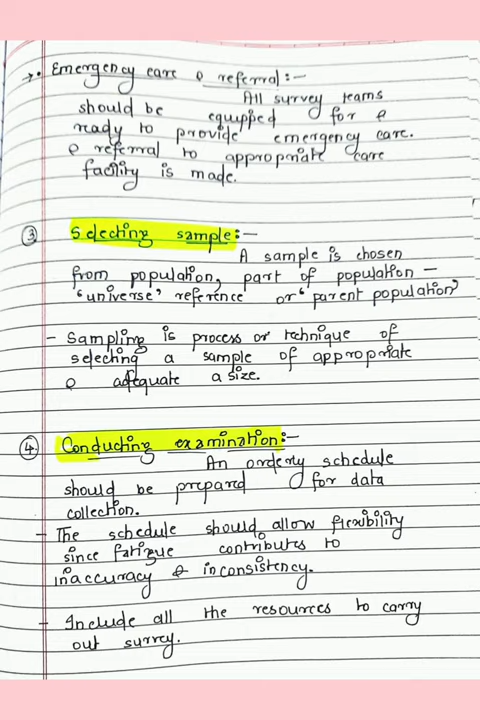 →• Emergency care & referral:-
All survey teams
should be equipped for &
ready to provide emergency care.
& referral to appropriate care
facility is made.
③ Selecting sample:-
A sample is chosen
from population, part of population -
'universe' reference or 'parent population'
- Sampling is process or technique of
selecting a sample of appropriate
& adequate a size.
④ Conducting examination:-
An orderly schedule
should be prepared for data
collection.
- The schedule should allow flexibility
since fatigue contributes to
inaccuracy & inconsistency.
- Include all the resources to carry
out survey.